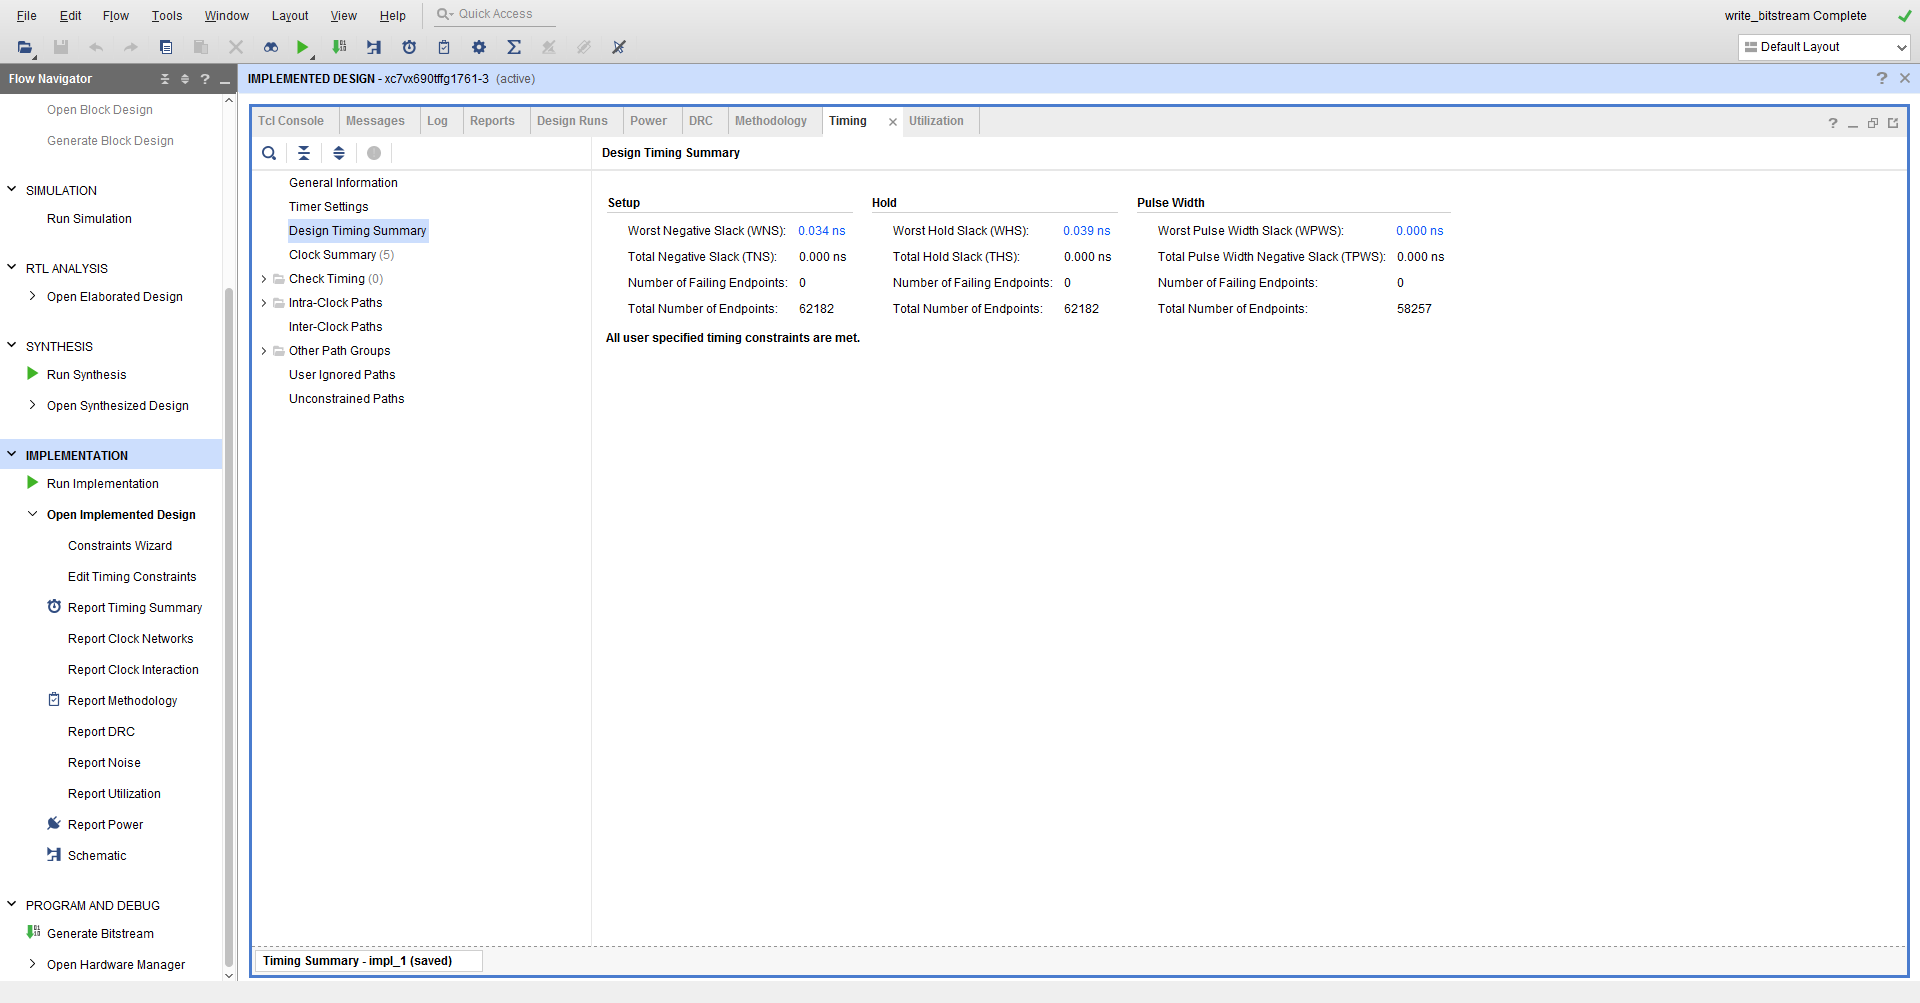 File Edit Flow Tools Window Layout View Help Quick Access
write_bitstream Complete
Default Layout
Flow Navigator
IMPLEMENTED DESIGN - xc7vx690tffg1761-3 (active)
Open Block Design
Generate Block Design
SIMULATION
Run Simulation
RTL ANALYSIS
Open Elaborated Design
SYNTHESIS
Run Synthesis
Open Synthesized Design
IMPLEMENTATION
Run Implementation
Open Implemented Design
Constraints Wizard
Edit Timing Constraints
Report Timing Summary
Report Clock Networks
Report Clock Interaction
Report Methodology
Report DRC
Report Noise
Report Utilization
Report Power
Schematic
PROGRAM AND DEBUG
Generate Bitstream
Open Hardware Manager
Tcl Console Messages Log Reports Design Runs Power DRC Methodology Timing Utilization
General Information
Timer Settings
Design Timing Summary
Clock Summary (5)
Check Timing (0)
Intra-Clock Paths
Inter-Clock Paths
Other Path Groups
User Ignored Paths
Unconstrained Paths
Design Timing Summary
Setup Hold Pulse Width
Worst Negative Slack (WNS): 0.034 ns Worst Hold Slack (WHS): 0.039 ns Worst Pulse Width Slack (WPWS): 0.000 ns
Total Negative Slack (TNS): 0.000 ns Total Hold Slack (THS): 0.000 ns Total Pulse Width Negative Slack (TPWS): 0.000 ns
Number of Failing Endpoints: 0 Number of Failing Endpoints: 0 Number of Failing Endpoints: 0
Total Number of Endpoints: 62182 Total Number of Endpoints: 62182 Total Number of Endpoints: 58257
All user specified timing constraints are met.
Timing Summary - impl_1 (saved)